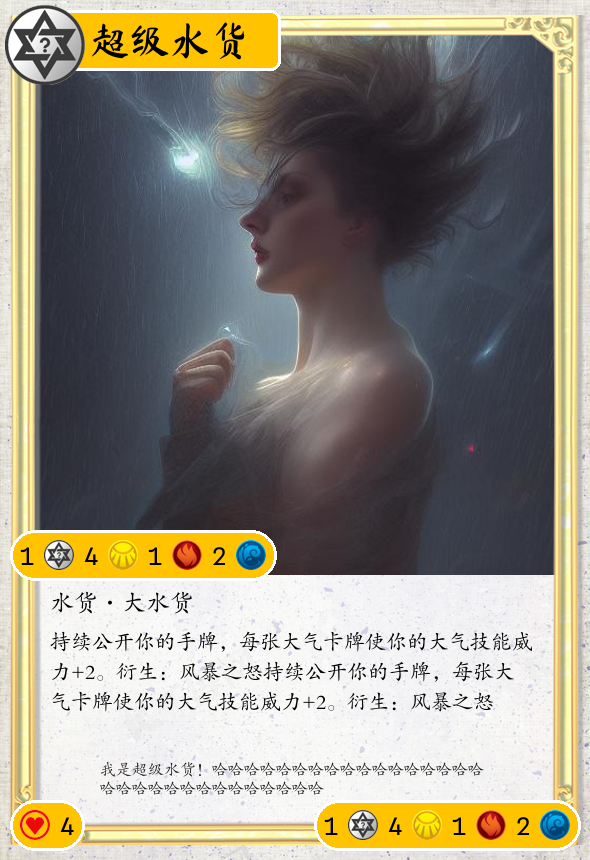 ? 超级水货
1 ? 4 1 2
水货·大水货
持续公开你的手牌，每张大气卡牌使你的大气技能威
力+2。衍生：风暴之怒持续公开你的手牌，每张大
气卡牌使你的大气技能威力+2。衍生：风暴之怒
我是超级水货！哈哈哈哈哈哈哈哈哈哈哈哈哈哈哈哈哈
哈哈哈哈哈哈哈哈哈哈哈哈哈哈
4
1 ? 4 1 2